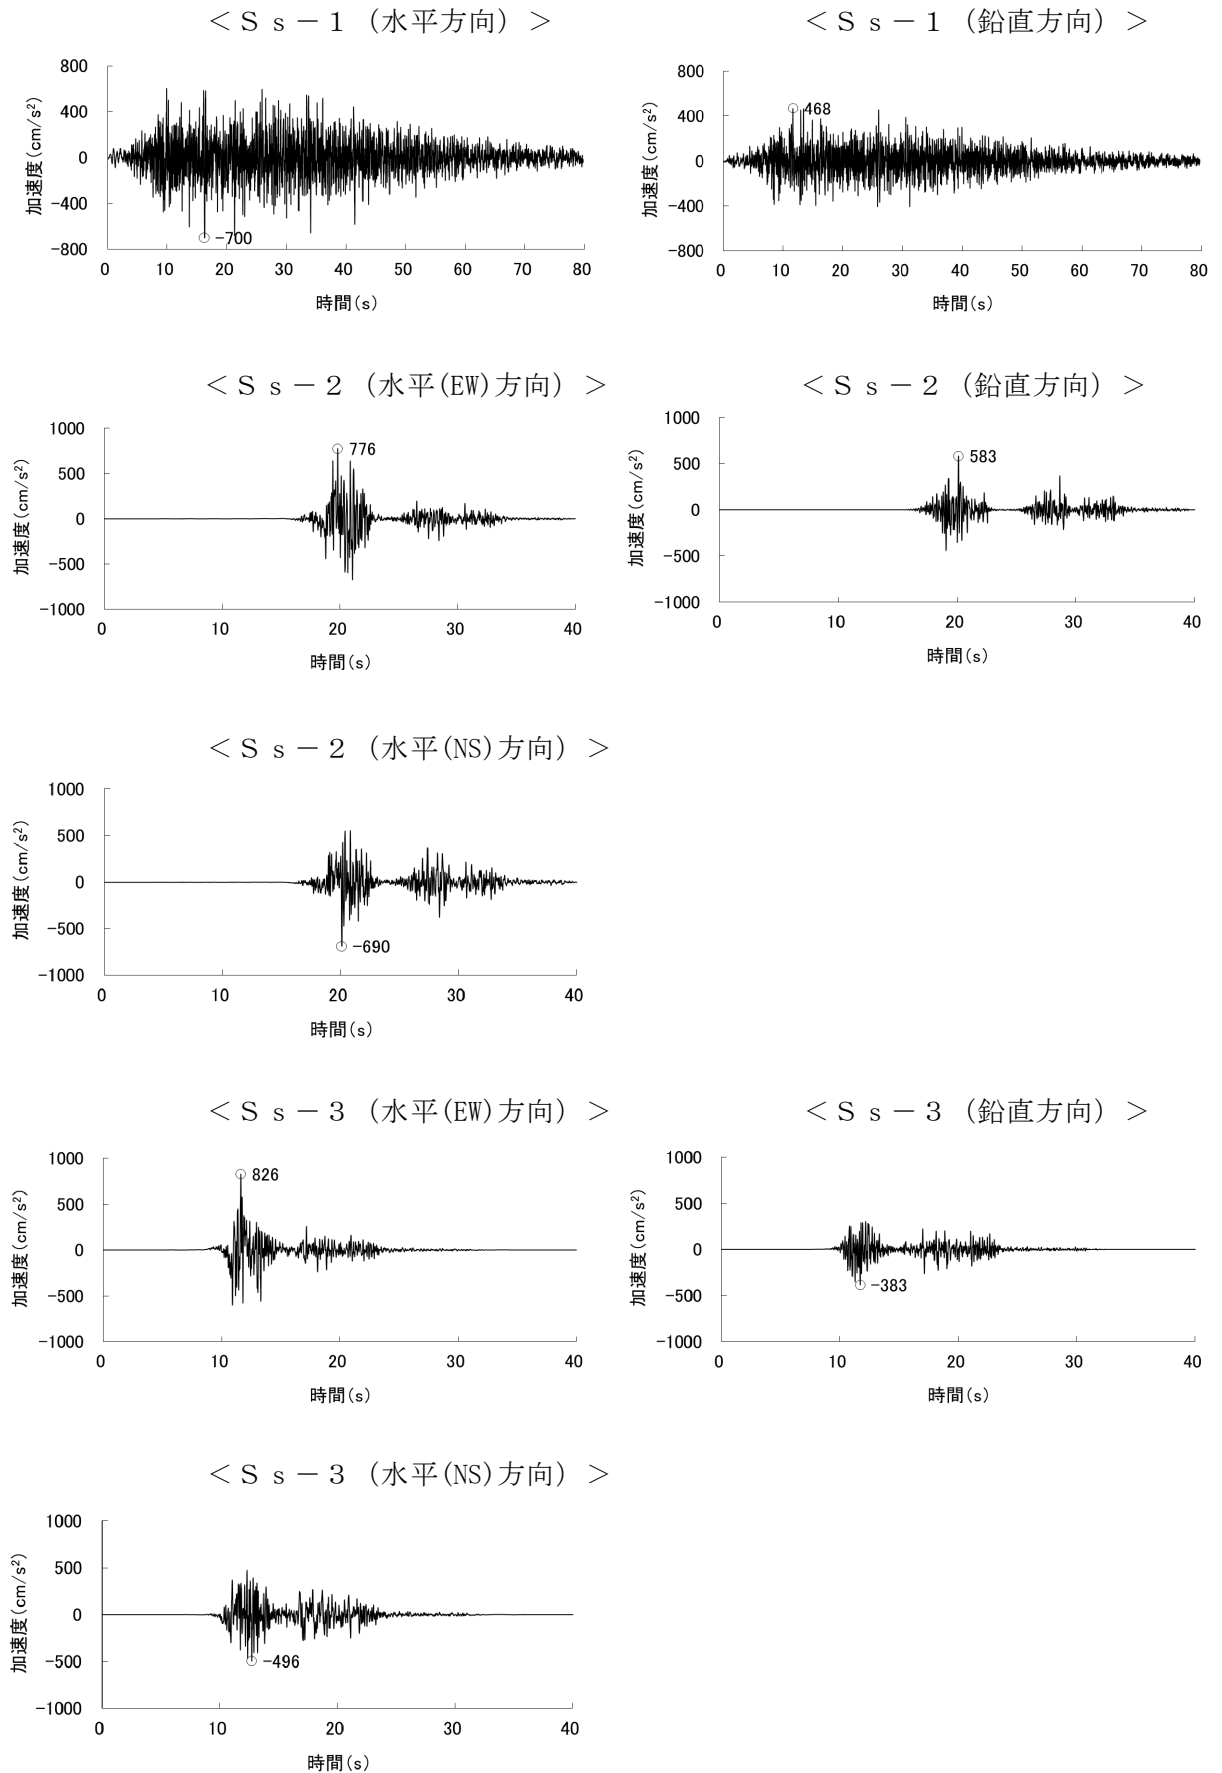 ＜Ｓｓ－１（水平方向）＞
800
400
0
-400
-800
加速度(cm/s²)
-700
0 10 20 30 40 50 60 70 80
時間(s)
＜Ｓｓ－１（鉛直方向）＞
800
400
0
-400
-800
加速度(cm/s²)
468
0 10 20 30 40 50 60 70 80
時間(s)
＜Ｓｓ－２（水平(EW)方向）＞
1000
500
0
-500
-1000
加速度(cm/s²)
776
0 10 20 30 40
時間(s)
＜Ｓｓ－２（鉛直方向）＞
1000
500
0
-500
-1000
加速度(cm/s²)
583
0 10 20 30 40
時間(s)
＜Ｓｓ－２（水平(NS)方向）＞
1000
500
0
-500
-1000
加速度(cm/s²)
-690
0 10 20 30 40
時間(s)
＜Ｓｓ－３（水平(EW)方向）＞
1000
500
0
-500
-1000
加速度(cm/s²)
826
0 10 20 30 40
時間(s)
＜Ｓｓ－３（鉛直方向）＞
1000
500
0
-500
-1000
加速度(cm/s²)
-383
0 10 20 30 40
時間(s)
＜Ｓｓ－３（水平(NS)方向）＞
1000
500
0
-500
-1000
加速度(cm/s²)
-496
0 10 20 30 40
時間(s)